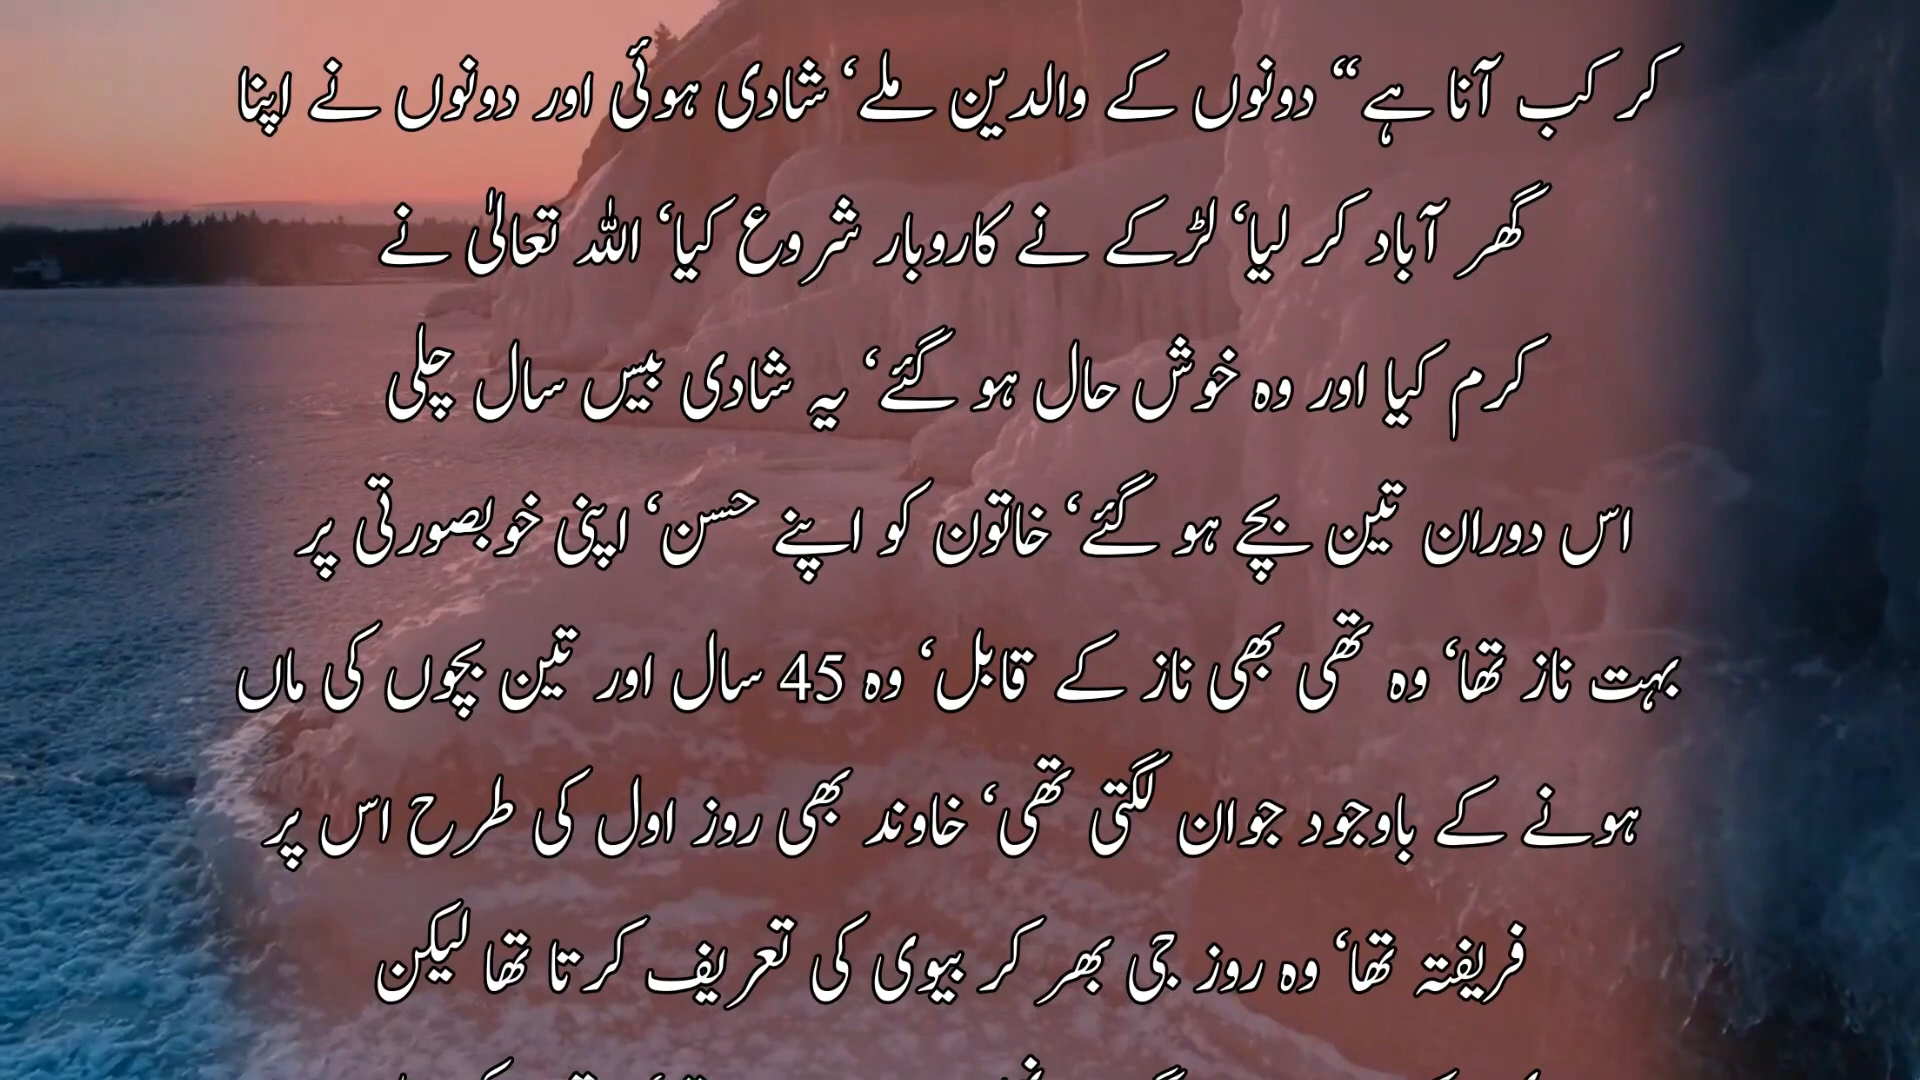 کر کب آنا ہے“ دونوں کے والدین ملے‘ شادی ہوئی اور دونوں نے اپنا
گھر آباد کر لیا‘ لڑکے نے کاروبار شروع کیا‘ اللہ تعالیٰ نے
کرم کیا اور وہ خوش حال ہو گئے‘ یہ شادی بیس سال چلی
اس دوران تین بچے ہو گئے‘ خاتون کو اپنے حسن‘ اپنی خوبصورتی پر
بہت ناز تھا‘ وہ تھی بھی ناز کے قابل‘ وہ 45 سال اور تین بچوں کی ماں
ہونے کے باوجود جوان لگتی تھی‘ خاوند بھی روز اول کی طرح اس پر
فریفتہ تھا‘ وہ روز جی بھر کر بیوی کی تعریف کرتا تھا لیکن